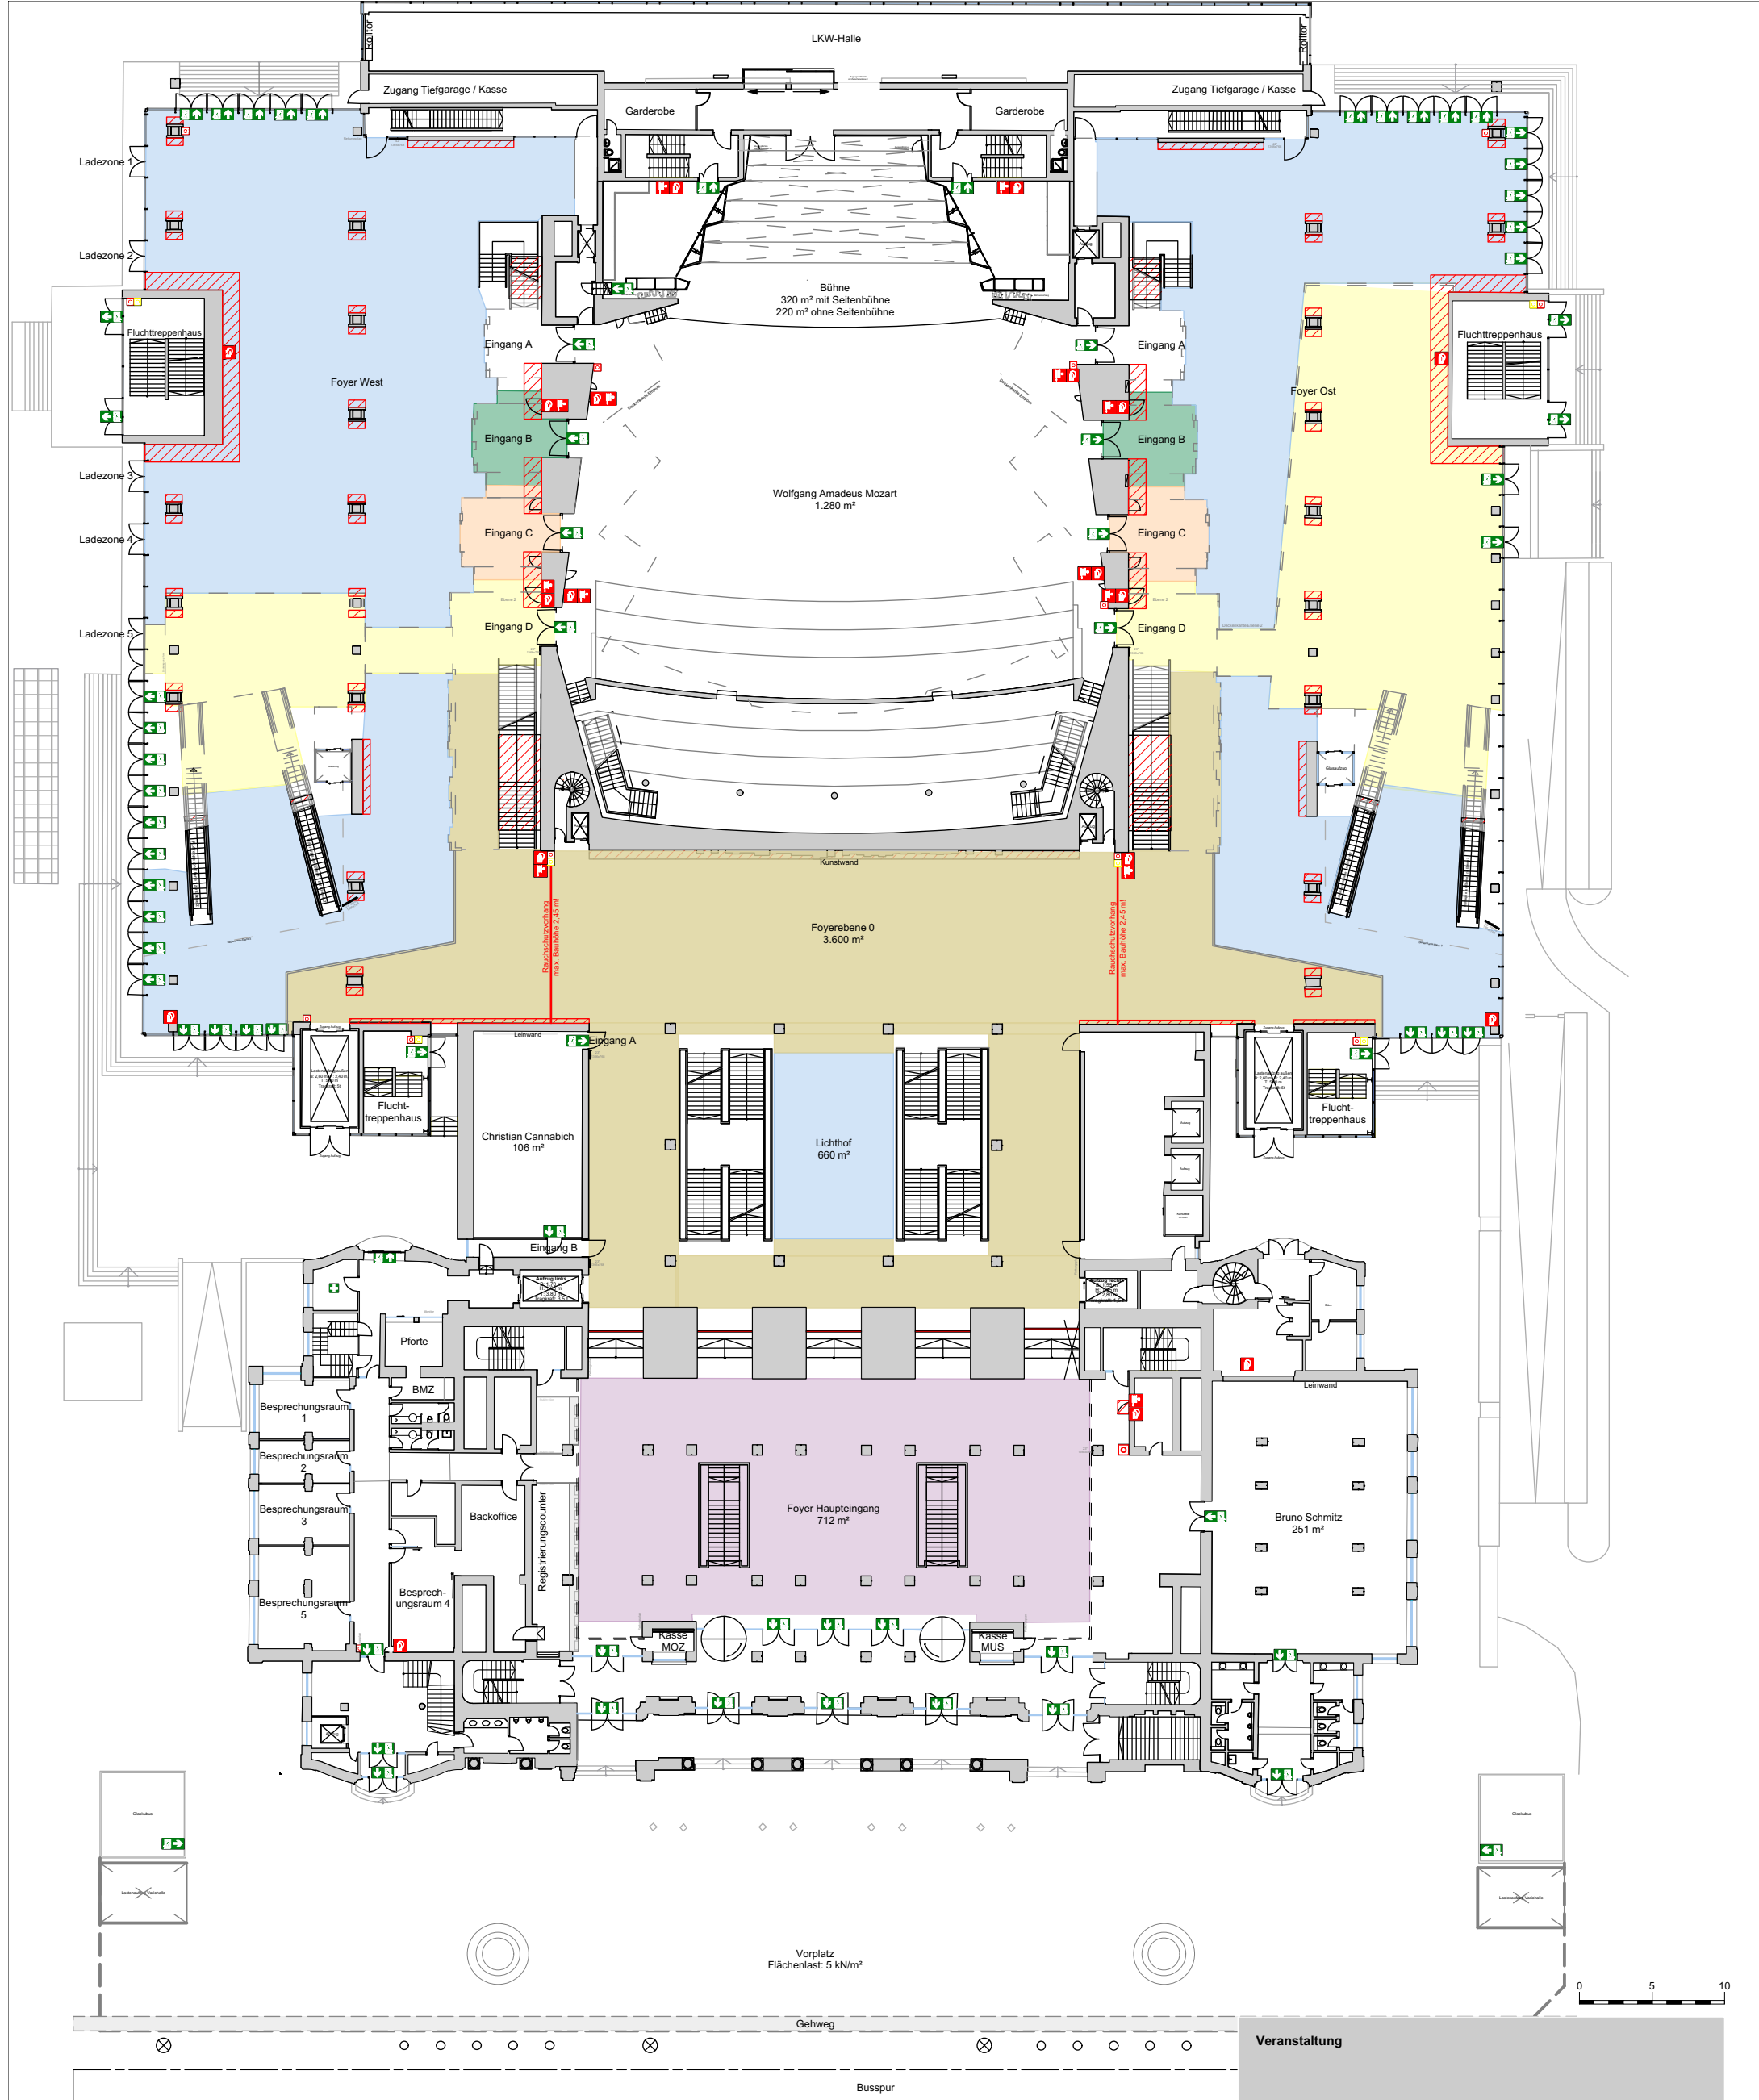 LKW-Halle
Rolltor
Rolltor
Zugang Tiefgarage / Kasse
Zugang Tiefgarage / Kasse
Garderobe
Garderobe
Ladezone 1
Ladezone 2
Bühne
320 m² mit Seitenbühne
220 m² ohne Seitenbühne
Fluchttreppenhaus
Fluchttreppenhaus
Eingang A
Eingang A
Foyer West
Foyer Ost
Eingang B
Eingang B
Ladezone 3
Wolfgang Amadeus Mozart
1.280 m²
Ladezone 4
Eingang C
Eingang C
Ladezone 5
Eingang D
Eingang D
Kunstwand
Rauchschutzvorhang
max. Bauhöhe 2,45 m!
Foyerebene 0
3.600 m²
Rauchschutzvorhang
max. Bauhöhe 2,45 m!
Leinwand
Eingang A
Flucht-
treppenhaus
Flucht-
treppenhaus
Christian Cannabich
106 m²
Lichthof
660 m²
Eingang B
Aufzug links
Aufzug rechts
Pforte
BMZ
Leinwand
Besprechungsraum
1
Besprechungsraum
2
Besprechungsraum
3
Backoffice
Registrierungscounter
Foyer Haupteingang
712 m²
Bruno Schmitz
251 m²
Besprech-
ungsraum 4
Besprechungsraum
5
Kasse
MOZ
Kasse
MUS
Glaskubus
Glaskubus
Vorplatz
Flächenlast: 5 kN/m²
0 5 10
Gehweg
Veranstaltung
Busspur